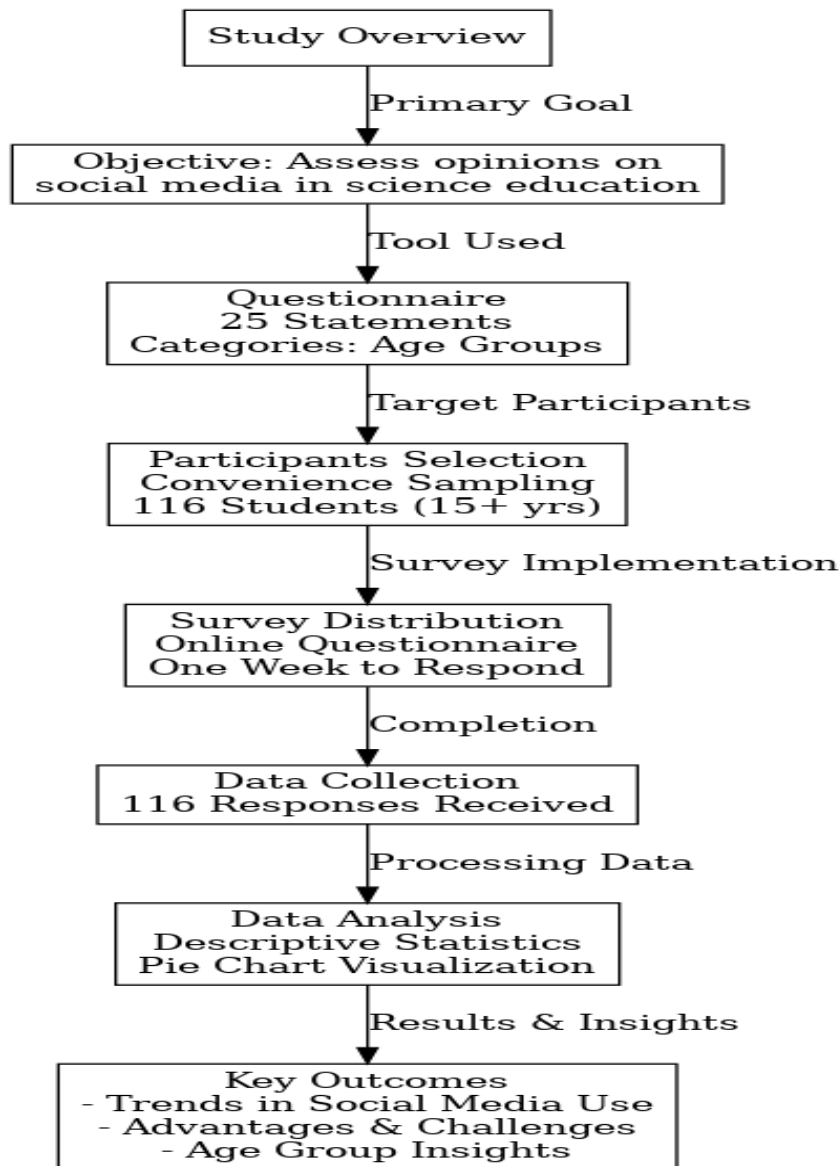 Study Overview
Primary Goal
Objective: Assess opinions on
social media in science education
Tool Used
Questionnaire
25 Statements
Categories: Age Groups
Target Participants
Participants Selection
Convenience Sampling
116 Students (15+ yrs)
Survey Implementation
Survey Distribution
Online Questionnaire
One Week to Respond
Completion
Data Collection
116 Responses Received
Processing Data
Data Analysis
Descriptive Statistics
Pie Chart Visualization
Results & Insights
Key Outcomes
- Trends in Social Media Use
- Advantages & Challenges
- Age Group Insights